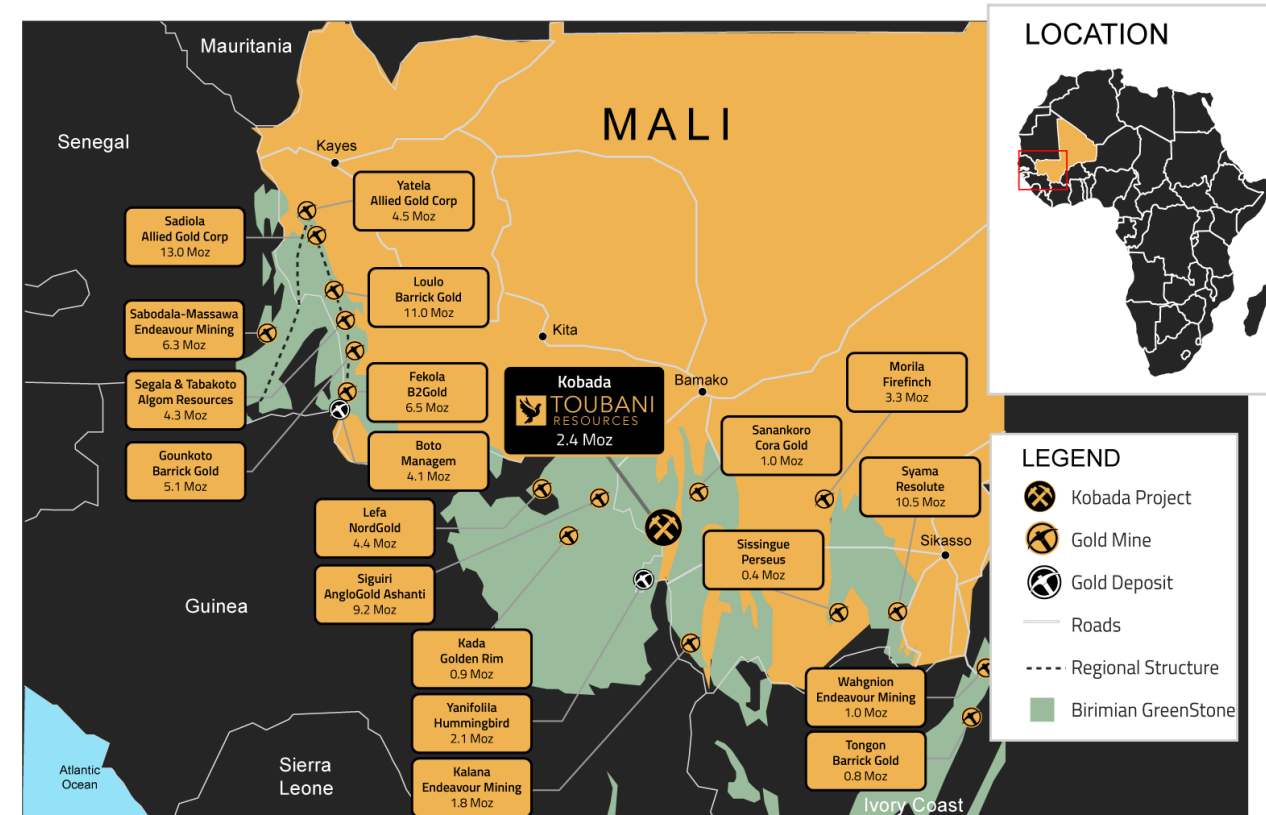 LOCATION
Mauritania
MALI
Senegal
Kayes
Yatela
Allied Gold Corp
4.5 Moz
Sadiola
Allied Gold Corp
13.0 Moz
Loulo
Barrick Gold
11.0 Moz
Sabodala-Massawa
Endeavour Mining
6.3 Moz
Kita
Segala & Tabakoto
Algom Resources
4.3 Moz
Fekola
B2Gold
6.5 Moz
Kobada
TOUBANI
RESOURCES
2.4 Moz
Bamako
Morila
Firefinch
3.3 Moz
Gounkoto
Barrick Gold
5.1 Moz
Boto
Managem
4.1 Moz
Sanankoro
Cora Gold
1.0 Moz
Syama
Resolute
10.5 Moz
Lefa
NordGold
4.4 Moz
Sissingue
Perseus
0.4 Moz
Sikasso
Siguiri
AngloGold Ashanti
9.2 Moz
Guinea
Kada
Golden Rim
0.9 Moz
Yanifolila
Hummingbird
2.1 Moz
Wahgnion
Endeavour Mining
1.0 Moz
Kalana
Endeavour Mining
1.8 Moz
Tongon
Barrick Gold
0.8 Moz
Atlantic
Ocean
Sierra
Leone
Ivory Coast
LEGEND
Kobada Project
Gold Mine
Gold Deposit
Roads
Regional Structure
Birimian GreenStone